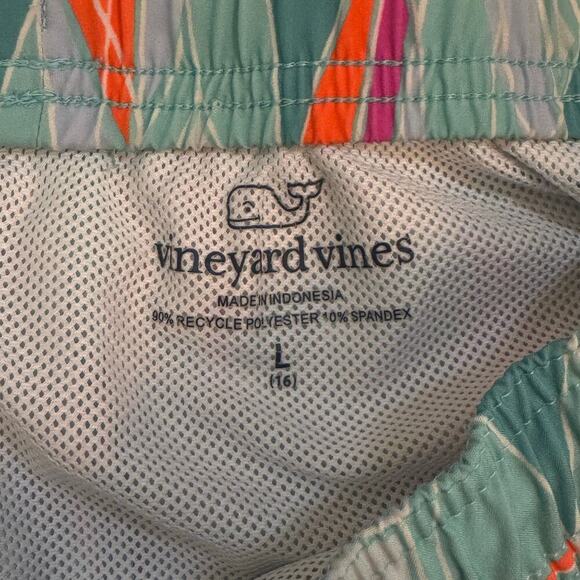 vineyard vines
MADE IN INDONESIA
90% RECYCLE POLYESTER 10% SPANDEX
L
(16)